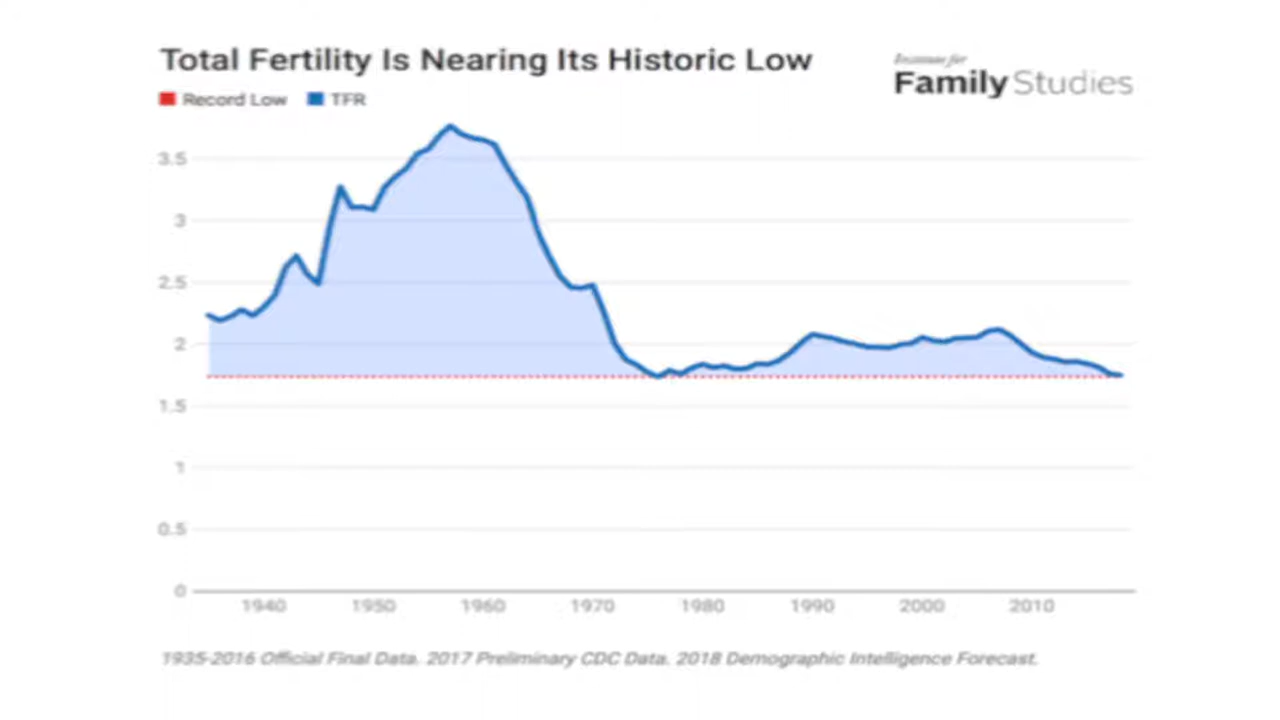 Total Fertility Is Nearing Its Historic Low
Institute for
Family Studies
Record Low TFR
3.5
3
2.5
2
1.5
1
0.5
0
1940 1950 1960 1970 1980 1990 2000 2010
1935-2016 Official Final Data. 2017 Preliminary CDC Data. 2018 Demographic Intelligence Forecast.